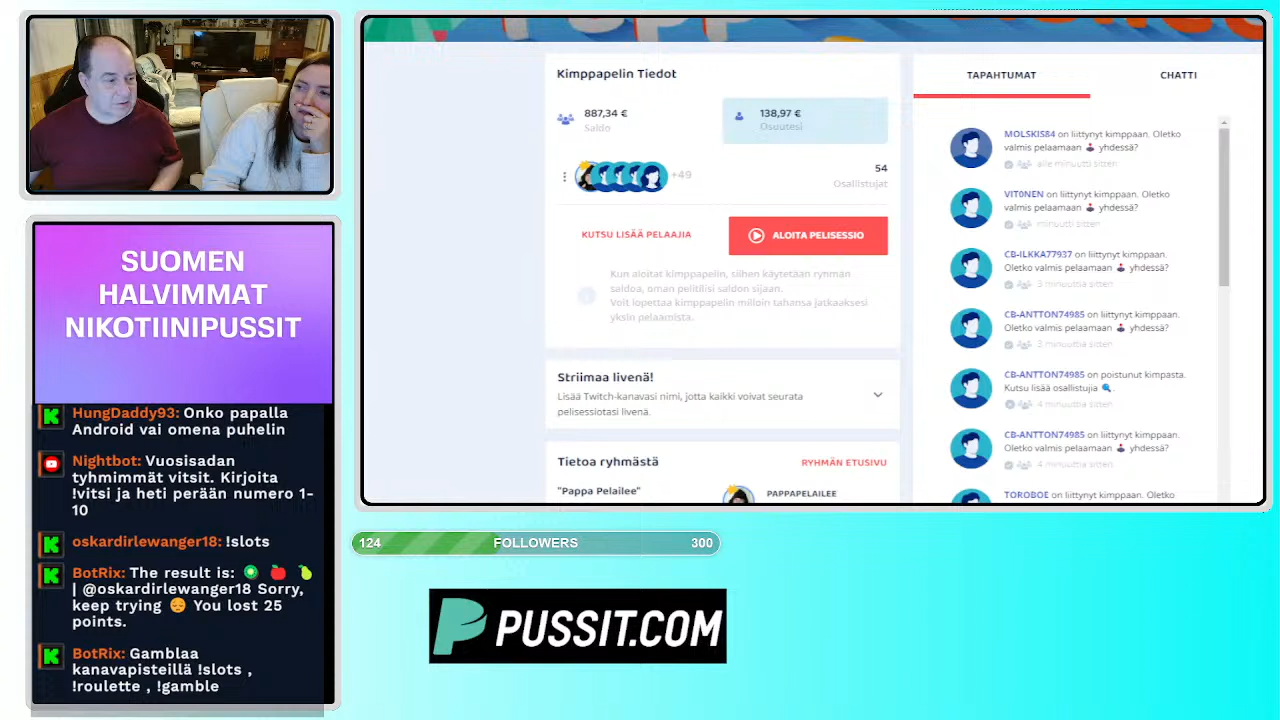 Kimppapelin Tiedot
887,34 €
Saldo
138,97 €
Osuutesi
+49
54
Osallistujat
KUTSU LISÄÄ PELAAJIA
ALOITA PELISESSIO
Kun aloitat kimppapelin, siihen käytetään ryhmän
saldoa, oman pelitilisi saldon sijaan.
Voit lopettaa kimppapelin milloin tahansa jatkaaksesi
yksin pelaamista.
Striimaa livenä!
Lisää Twitch-kanavasi nimi, jotta kaikki voivat seurata
pelisessiotasi livenä.
Tietoa ryhmästä
RYHMÄN ETUSIVU
"Pappa Pelailee"
PAPPAPELAILEE
TAPAHTUMAT
CHATTI
MOLSKIS84 on liittynyt kimppaan. Oletko
valmis pelaamaan yhdessä?
alle minuutti sitten
VIT0NEN on liittynyt kimppaan. Oletko
valmis pelaamaan yhdessä?
minuutti sitten
CB-ILKKA77937 on liittynyt kimppaan.
Oletko valmis pelaamaan yhdessä?
3 minuuttia sitten
CB-ANTTON74985 on liittynyt kimppaan.
Oletko valmis pelaamaan yhdessä?
3 minuuttia sitten
CB-ANTTON74985 on poistunut kimpasta.
Kutsu lisää osallistujia
4 minuuttia sitten
CB-ANTTON74985 on liittynyt kimppaan.
Oletko valmis pelaamaan yhdessä?
4 minuuttia sitten
TOROBOE on liittynyt kimppaan. Oletko
SUOMEN
HALVIMMAT
NIKOTIINIPUSSIT
HungDaddy93: Onko papalla
Android vai omena puhelin
Nightbot: Vuosisadan
tyhmimmät vitsit. Kirjoita
!vitsi ja heti perään numero 1-
10
oskardirlewanger18: !slots
BotRix: The result is:
| @oskardirlewanger18 Sorry,
keep trying You lost 25
points.
BotRix: Gamblaa
kanavapisteillä !slots ,
!roulette , !gamble
124 FOLLOWERS 300
PUSSIT.COM